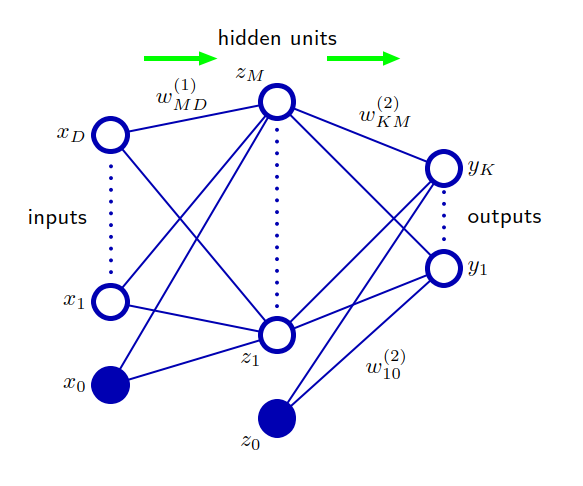 hidden units
z_M
w_{MD}^{(1)}
w_{KM}^{(2)}
x_D
y_K
inputs
outputs
y_1
x_1
z_1
w_{10}^{(2)}
x_0
z_0